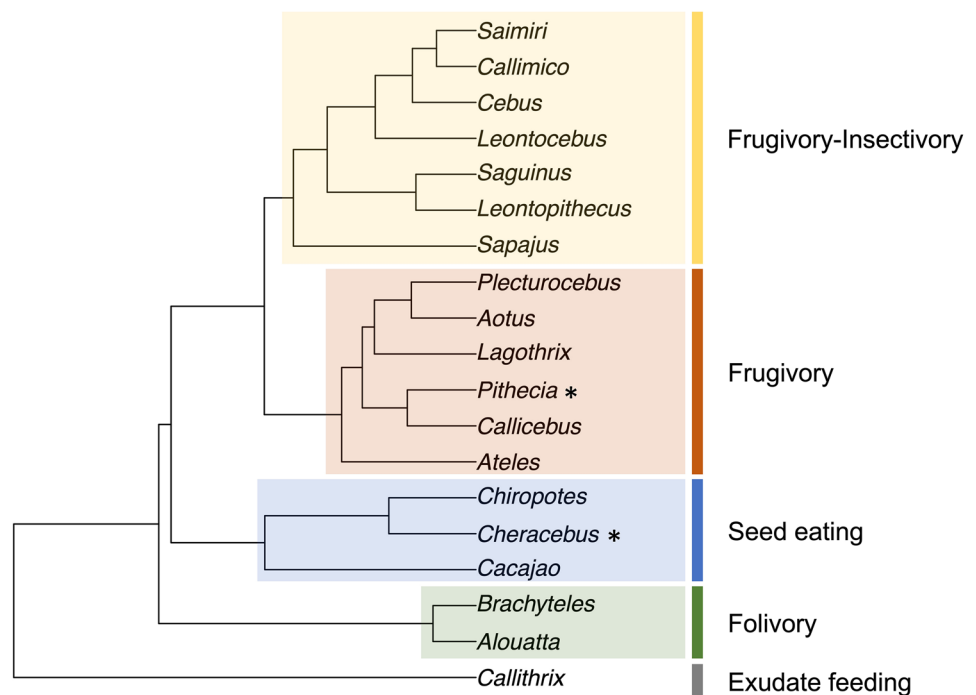 Saimiri
Callimico
Cebus
Leontocebus
Frugivory-Insectivory
Saguinus
Leontopithecus
Sapajus
Plecturocebus
Aotus
Lagothrix
Frugivory
Pithecia *
Callicebus
Ateles
Chiropotes
Cheracebus *
Seed eating
Cacajao
Brachyteles
Folivory
Alouatta
Callithrix
Exudate feeding